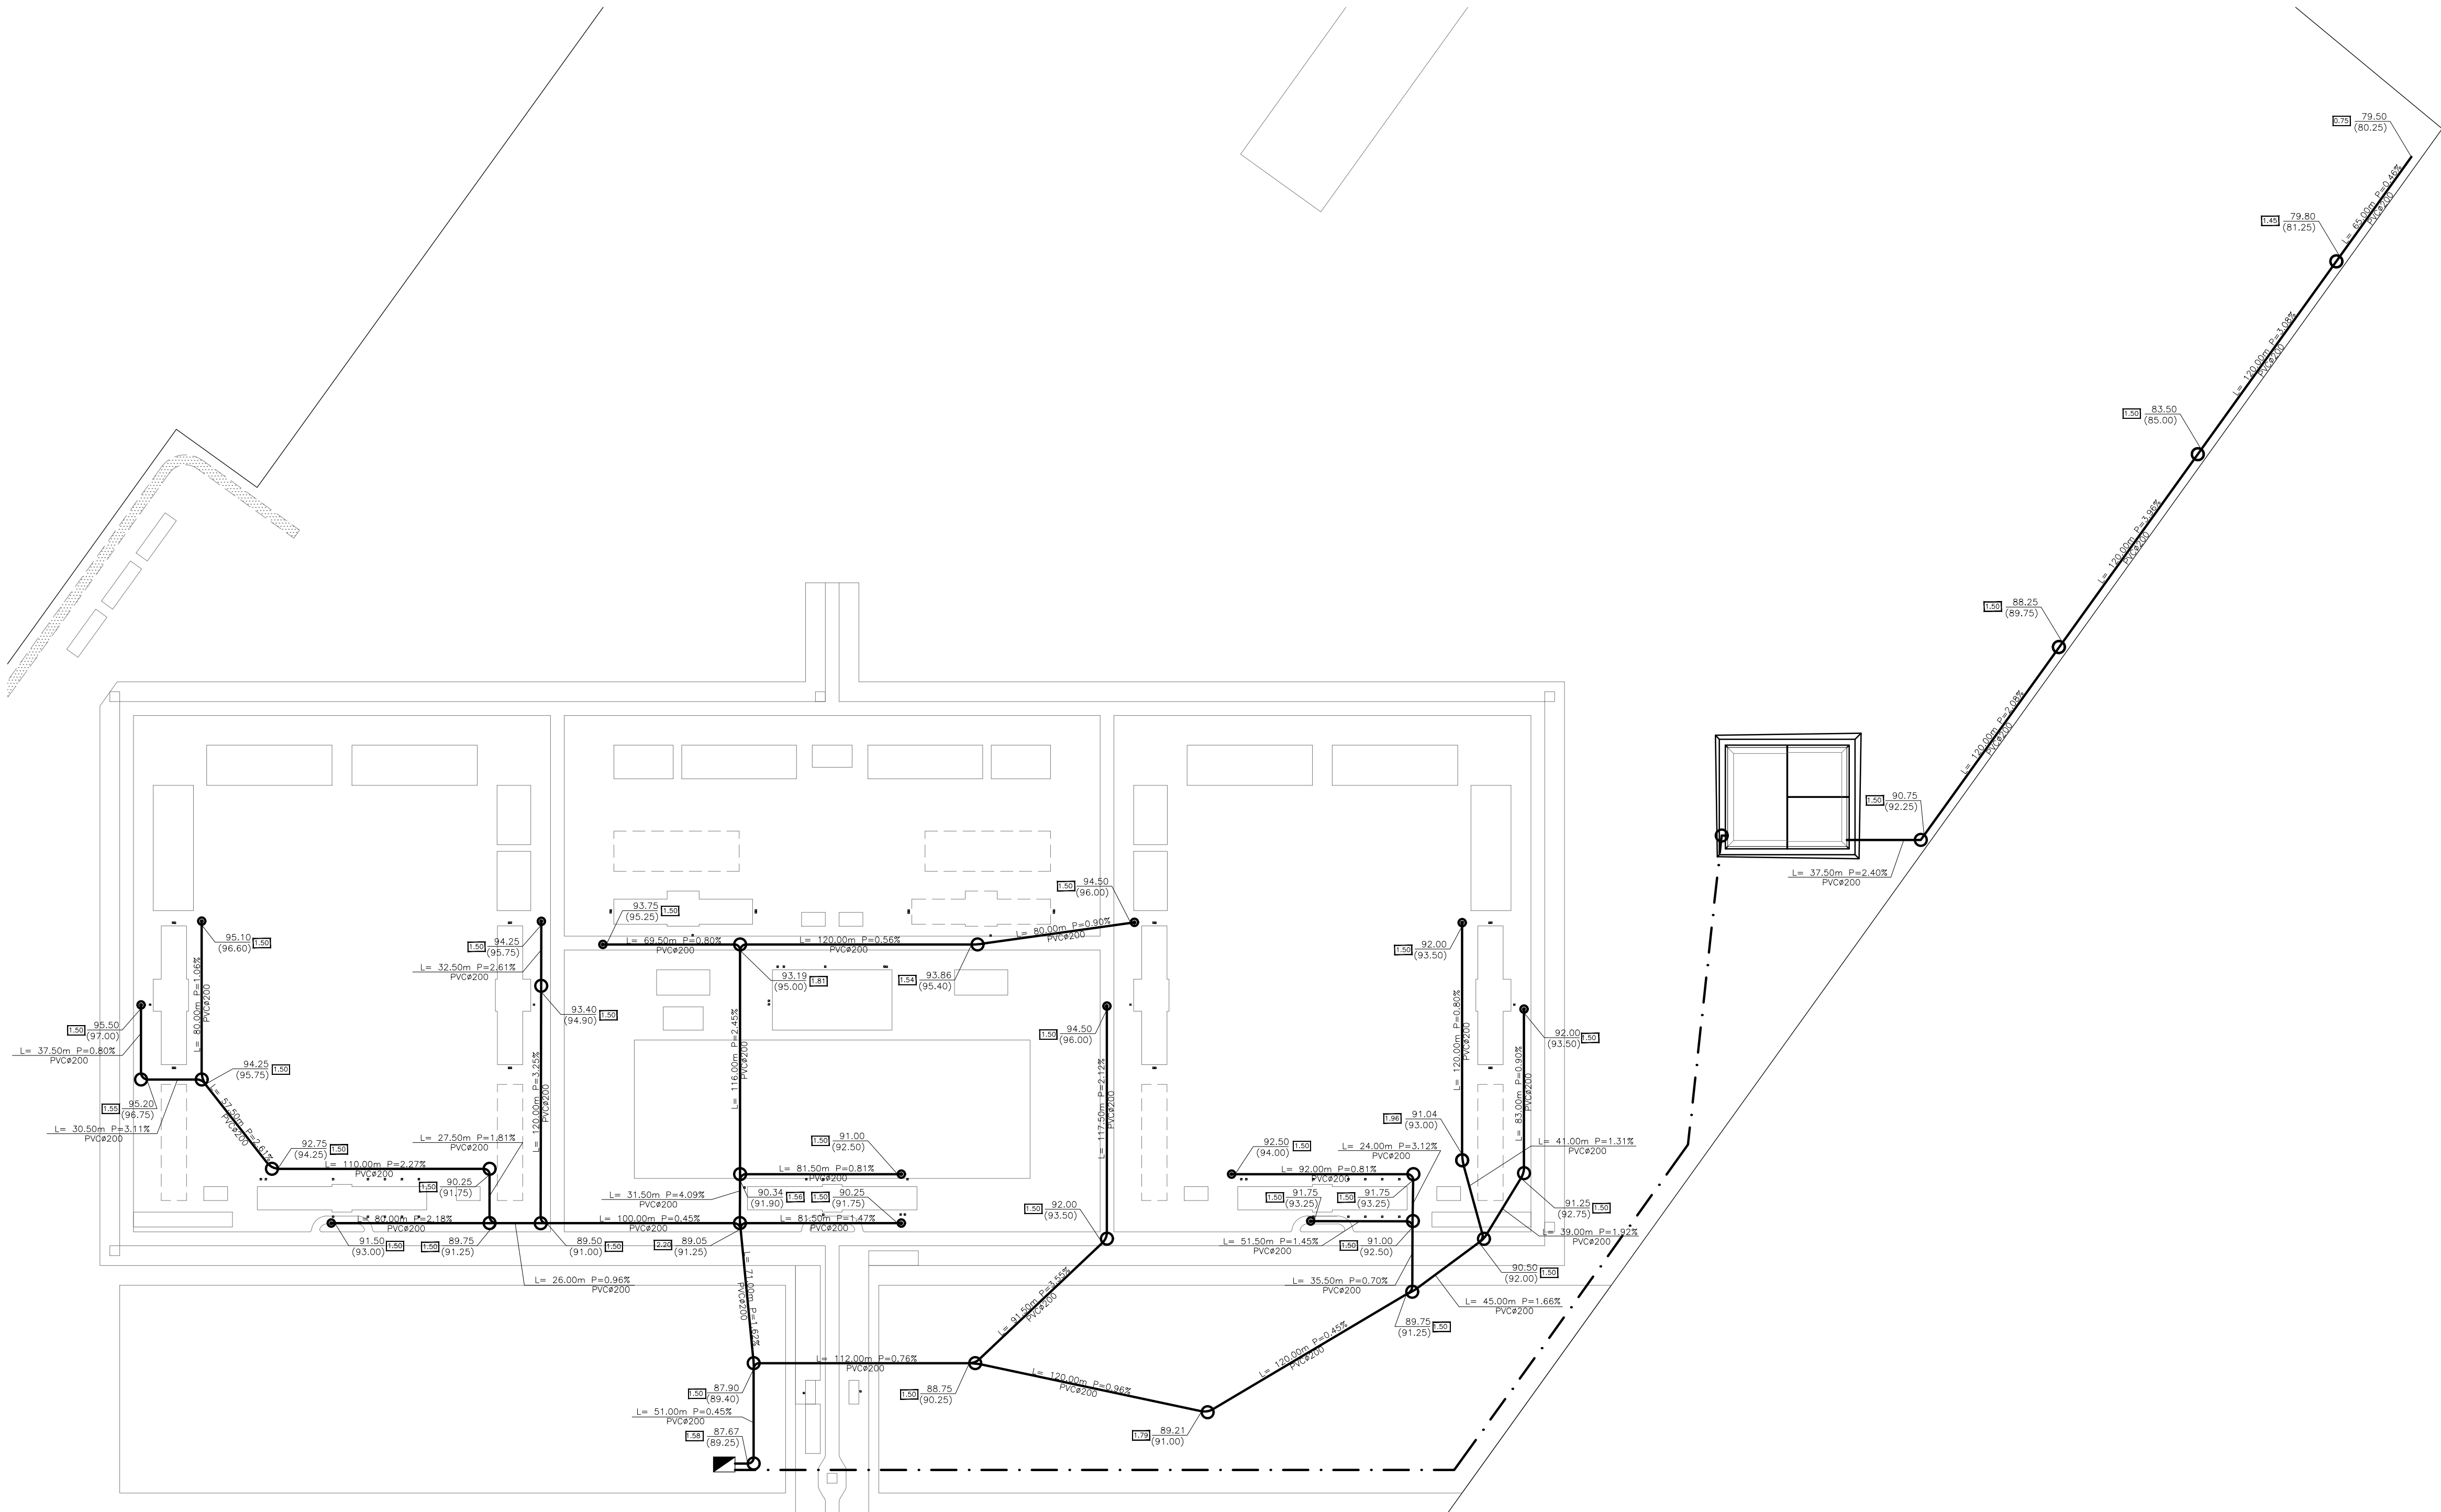 0.75 79.50
(80.25)
L= 65.00m P=0.46%
PVCø200
1.45 79.80
(81.25)
L= 120.00m P=3.08%
PVCø200
1.50 83.50
(85.00)
L= 120.00m P=3.96%
PVCø200
1.50 88.25
(89.75)
L= 120.00m P=2.08%
PVCø200
1.50 90.75
(92.25)
L= 37.50m P=2.40%
PVCø200
1.50 94.50
(96.00)
93.75 1.50
(95.25)
L= 80.00m P=0.90%
PVCø200
L= 69.50m P=0.80%
PVCø200
L= 120.00m P=0.56%
PVCø200
95.10 1.50
(96.60)
1.50 94.25
(95.75)
L= 32.50m P=2.61%
PVCø200
93.19 1.81
(95.00)
1.54 93.86
(95.40)
1.50 92.00
(93.50)
L= 80.00m P=1.06%
PVCø200
93.40 1.50
(94.90)
1.50 95.50
(97.00)
L= 37.50m P=0.80%
PVCø200
1.50 94.50
(96.00)
92.00 1.50
(93.50)
94.25 1.50
(95.75)
L= 116.00m P=2.45%
PVCø200
L= 120.00m P=3.25%
PVCø200
L= 117.50m P=2.12%
PVCø200
L= 120.00m P=0.80%
PVCø200
L= 83.00m P=0.90%
PVCø200
1.55 95.20
(96.75)
L= 30.50m P=3.11%
PVCø200
L= 57.50m P=2.61%
PVCø200
L= 27.50m P=1.81%
PVCø200
92.75 1.50
(94.25)
1.50 91.00
(92.50)
1.96 91.04
(93.00)
92.50 1.50
(94.00)
L= 24.00m P=3.12%
PVCø200
L= 41.00m P=1.31%
PVCø200
L= 110.00m P=2.27%
PVCø200
L= 81.50m P=0.81%
PVCø200
L= 92.00m P=0.81%
PVCø200
1.50 90.25
(91.75)
L= 31.50m P=4.09%
PVCø200
90.34 1.56
(91.90)
1.50 90.25
(91.75)
1.50 91.75
(93.25)
1.50 91.75
(93.25)
91.25 1.50
(92.75)
1.50 92.00
(93.50)
L= 80.00m P=2.18%
PVCø200
L= 100.00m P=0.45%
PVCø200
L= 81.50m P=1.47%
PVCø200
L= 39.00m P=1.92%
PVCø200
91.50 1.50
(93.00)
1.50 89.75
(91.25)
89.50 1.50
(91.00)
2.20 89.05
(91.25)
L= 51.50m P=1.45%
PVCø200
1.50 91.00
(92.50)
90.50 1.50
(92.00)
L= 26.00m P=0.96%
PVCø200
L= 35.50m P=0.70%
PVCø200
L= 71.00m P=1.62%
PVCø200
L= 91.50m P=3.55%
PVCø200
L= 45.00m P=1.66%
PVCø200
89.75 1.50
(91.25)
L= 112.00m P=0.76%
PVCø200
L= 120.00m P=0.45%
PVCø200
L= 120.00m P=0.96%
PVCø200
1.50 87.90
(89.40)
1.50 88.75
(90.25)
L= 51.00m P=0.45%
PVCø200
1.58 87.67
(89.25)
1.79 89.21
(91.00)